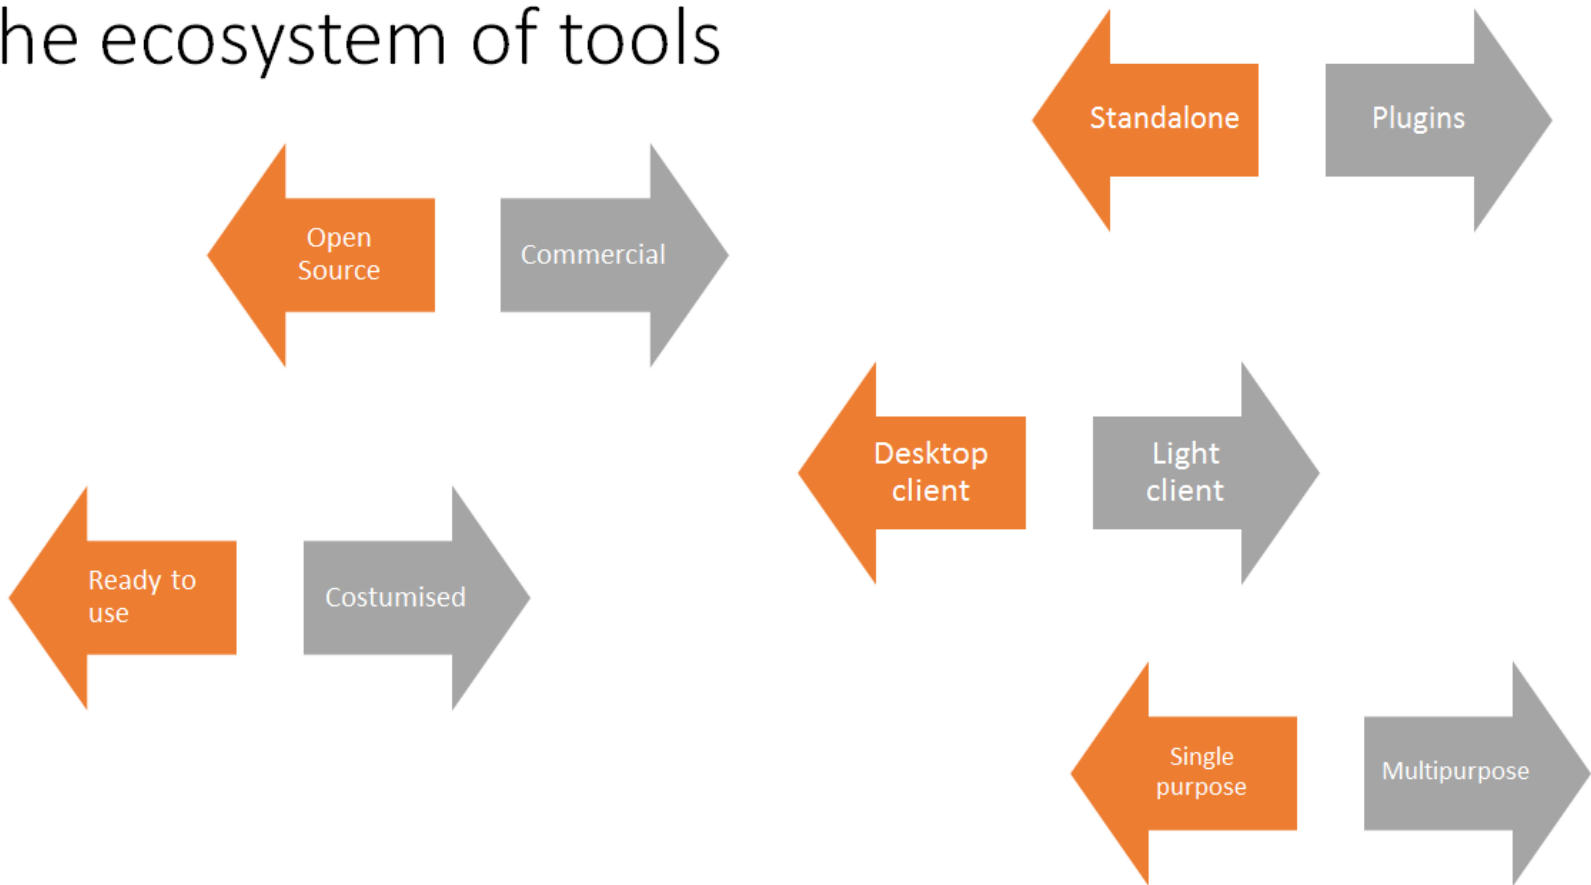 he ecosystem of tools
Standalone
Plugins
Open
Source
Commercial
Desktop
client
Light
client
Ready to
use
Costumised
Single
purpose
Multipurpose